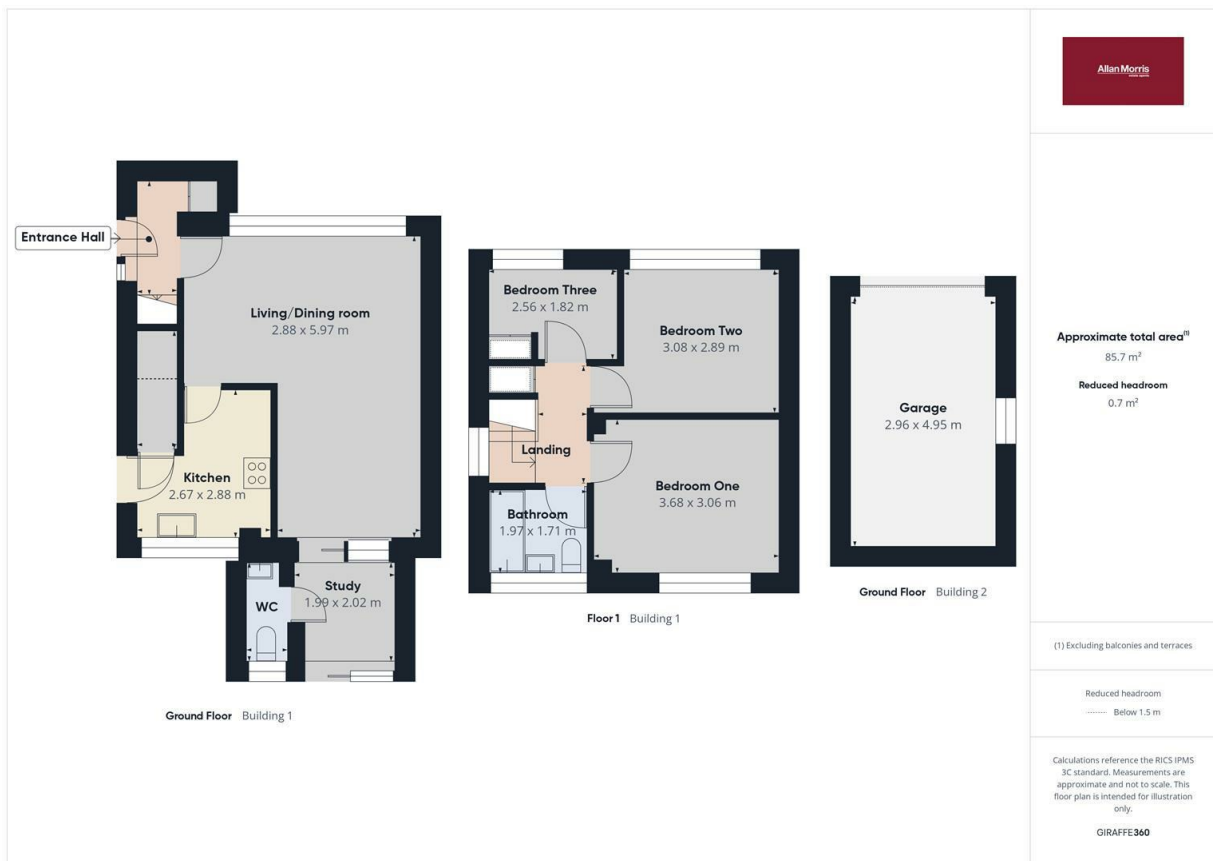 Allan Morris
Entrance Hall
Living/Dining room
2.88 x 5.97 m
Kitchen
2.67 x 2.88 m
WC
Study
1.99 x 2.02 m
Ground Floor Building 1
Bedroom Three
2.56 x 1.82 m
Bedroom Two
3.08 x 2.89 m
Landing
Bedroom One
3.68 x 3.06 m
Bathroom
1.97 x 1.71 m
Floor 1 Building 1
Garage
2.96 x 4.95 m
Ground Floor Building 2
Approximate total area(1)
85.7 m²
Reduced headroom
0.7 m²
(1) Excluding balconies and terraces
Reduced headroom
Below 1.5 m
Calculations reference the RICS IPMS
3C standard. Measurements are
approximate and not to scale. This
floor plan is intended for illustration
only.
GIRAFFE360